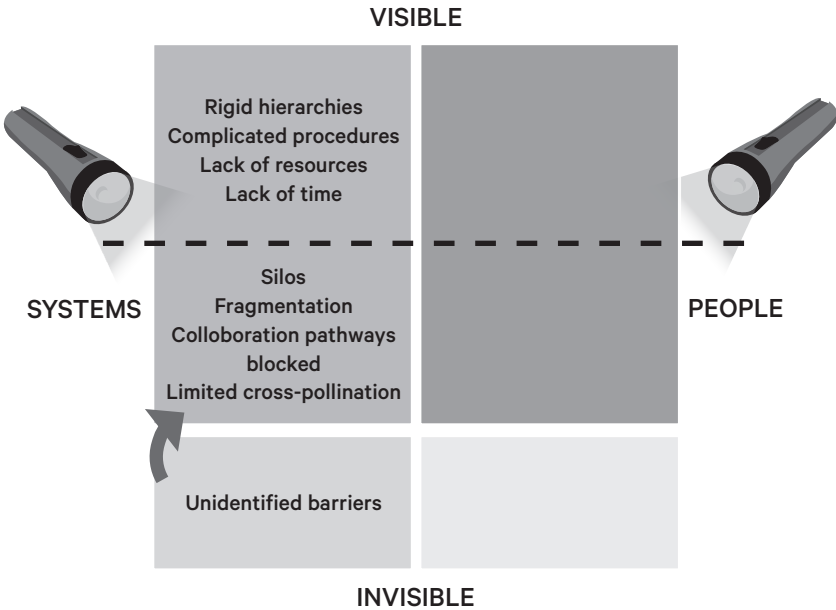 VISIBLE
Rigid hierarchies
Complicated procedures
Lack of resources
Lack of time
Silos
Fragmentation
Colloboration pathways
blocked
Limited cross-pollination
SYSTEMS
PEOPLE
Unidentified barriers
INVISIBLE